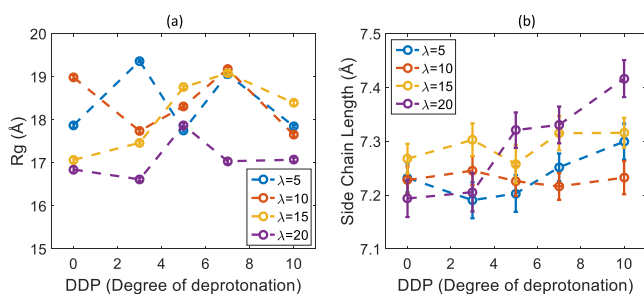 (a)
20
19
18
17
16
15
Rg (Å)
0 2 4 6 8 10
DDP (Degree of deprotonation)
λ=5
λ=10
λ=15
λ=20
(b)
7.5
7.4
7.3
7.2
7.1
Side Chain Length (Å)
0 2 4 6 8 10
DDP (Degree of deprotonation)
λ=5
λ=10
λ=15
λ=20